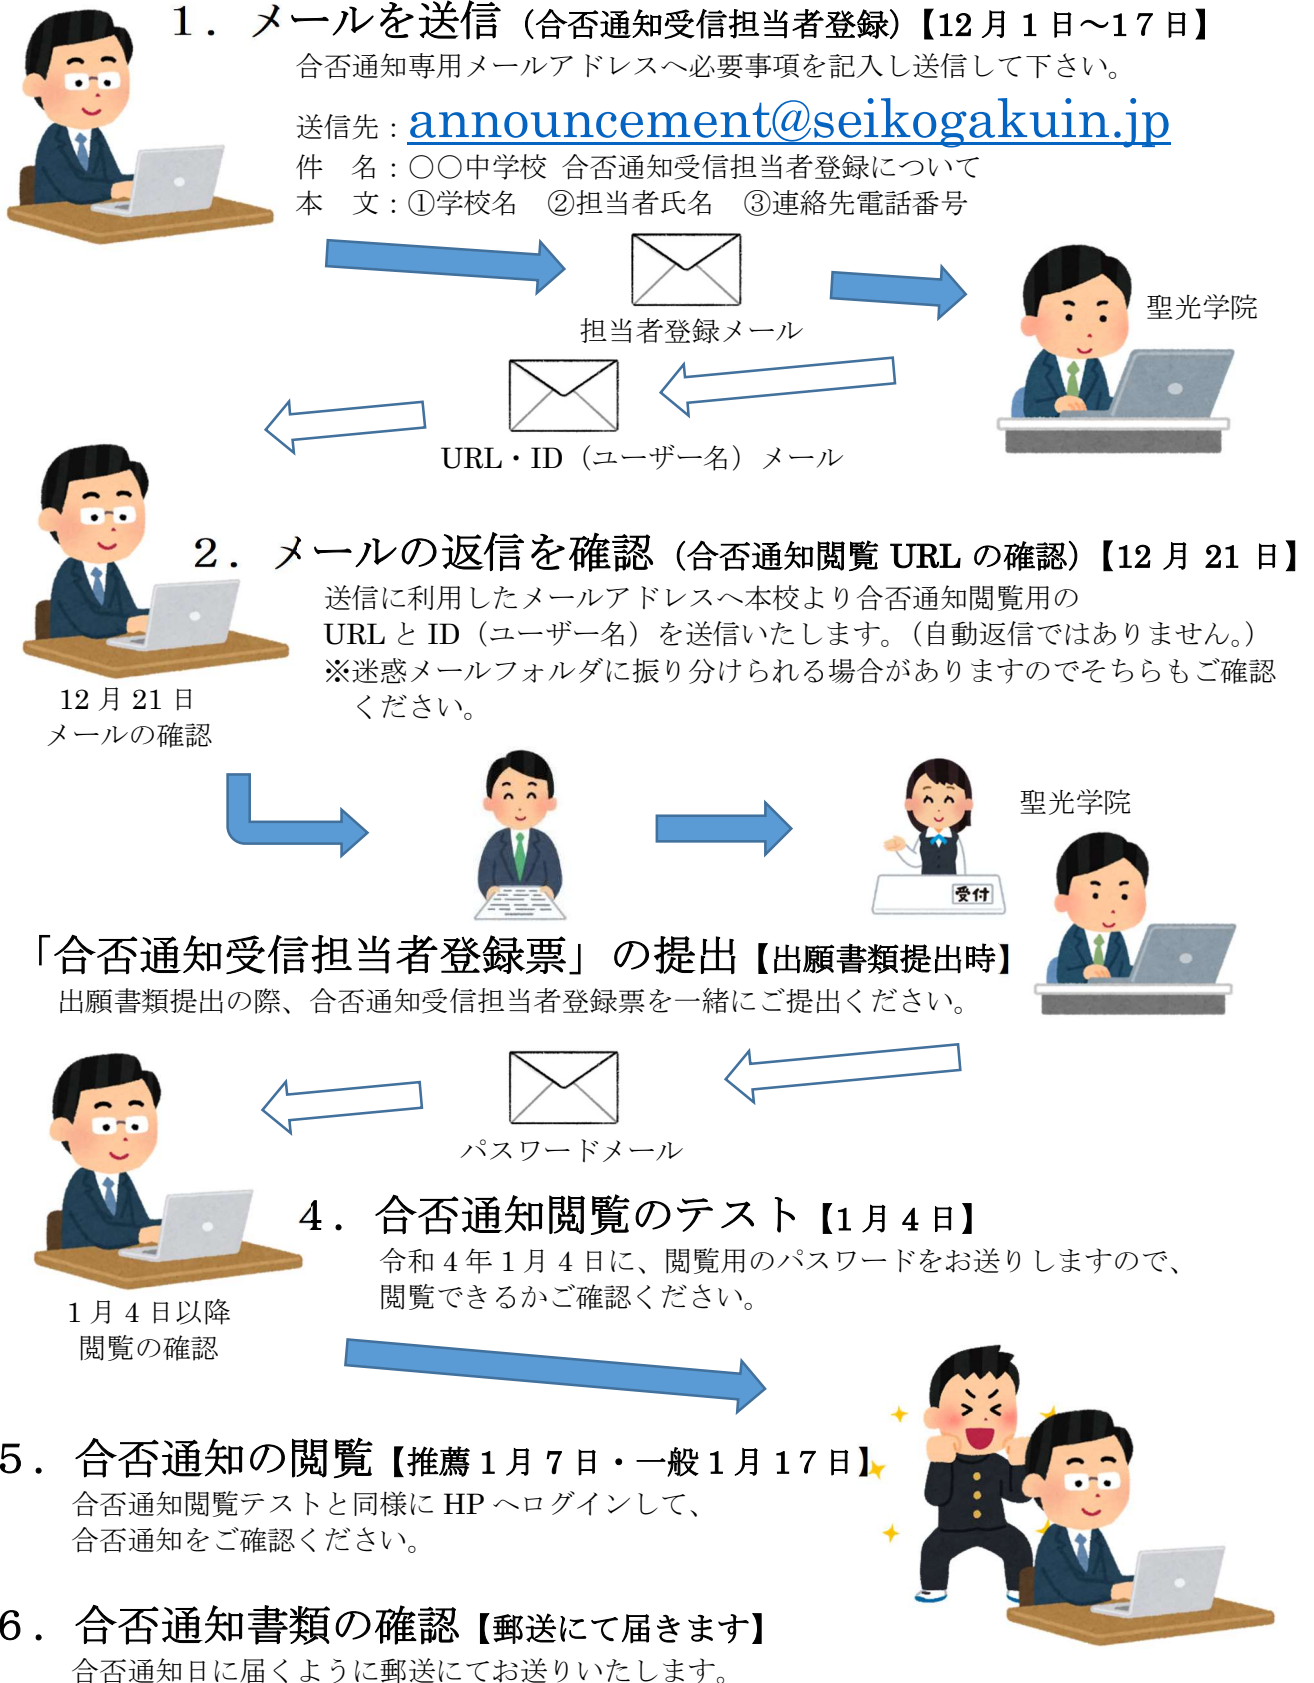 １．メールを送信（合否通知受信担当者登録）【12月1日～17日】
合否通知専用メールアドレスへ必要事項を記入し送信して下さい。
送信先：announcement@seikogakuin.jp
件　名：〇〇中学校 合否通知受信担当者登録について
本　文：①学校名　②担当者氏名　③連絡先電話番号
聖光学院
担当者登録メール
URL・ID（ユーザー名）メール
２．メールの返信を確認（合否通知閲覧 URL の確認）【12月21日】
送信に利用したメールアドレスへ本校より合否通知閲覧用の
URL と ID（ユーザー名）を送信いたします。（自動返信ではありません。）
※迷惑メールフォルダに振り分けられる場合がありますのでそちらもご確認
ください。
12月21日
メールの確認
聖光学院
受付
「合否通知受信担当者登録票」の提出【出願書類提出時】
出願書類提出の際、合否通知受信担当者登録票を一緒にご提出ください。
パスワードメール
４．合否通知閲覧のテスト【1月4日】
令和4年1月4日に、閲覧用のパスワードをお送りしますので、
閲覧できるかご確認ください。
1月4日以降
閲覧の確認
５．合否通知の閲覧【推薦1月7日・一般1月17日】
合否通知閲覧テストと同様に HP へログインして、
合否通知をご確認ください。
６．合否通知書類の確認【郵送にて届きます】
合否通知日に届くように郵送にてお送りいたします。